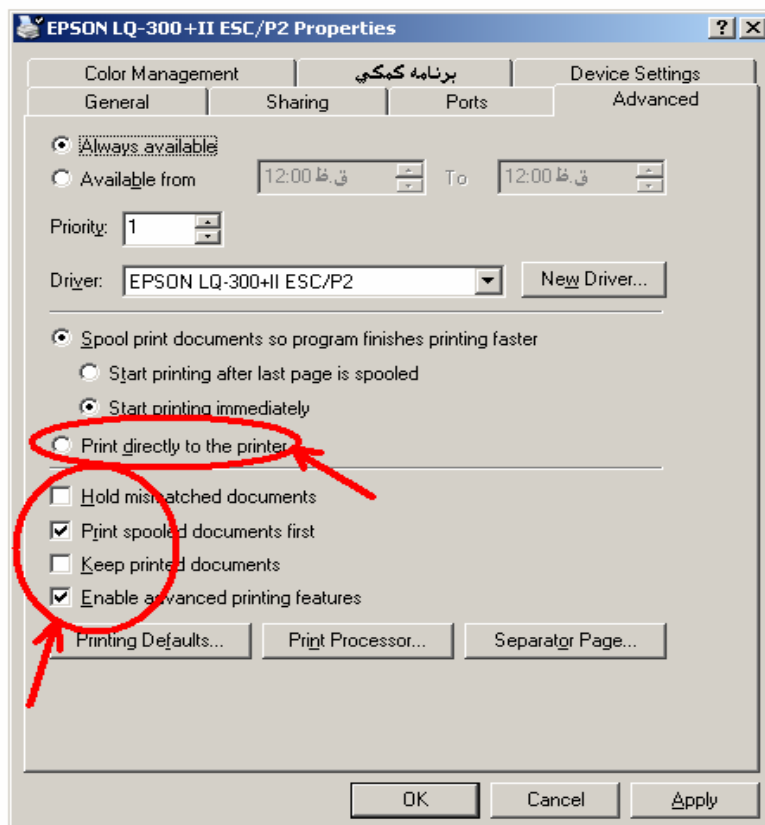 EPSON LQ-300+II ESC/P2 Properties
Color Management برنامه كمكي Device Settings
General Sharing Ports Advanced
Always available
Available from 12:00 ق.ظ To 12:00 ق.ظ
Priority: 1
Driver: EPSON LQ-300+II ESC/P2 New Driver...
Spool print documents so program finishes printing faster
Start printing after last page is spooled
Start printing immediately
Print directly to the printer
Hold mismatched documents
Print spooled documents first
Keep printed documents
Enable advanced printing features
Printing Defaults... Print Processor... Separator Page...
OK Cancel Apply